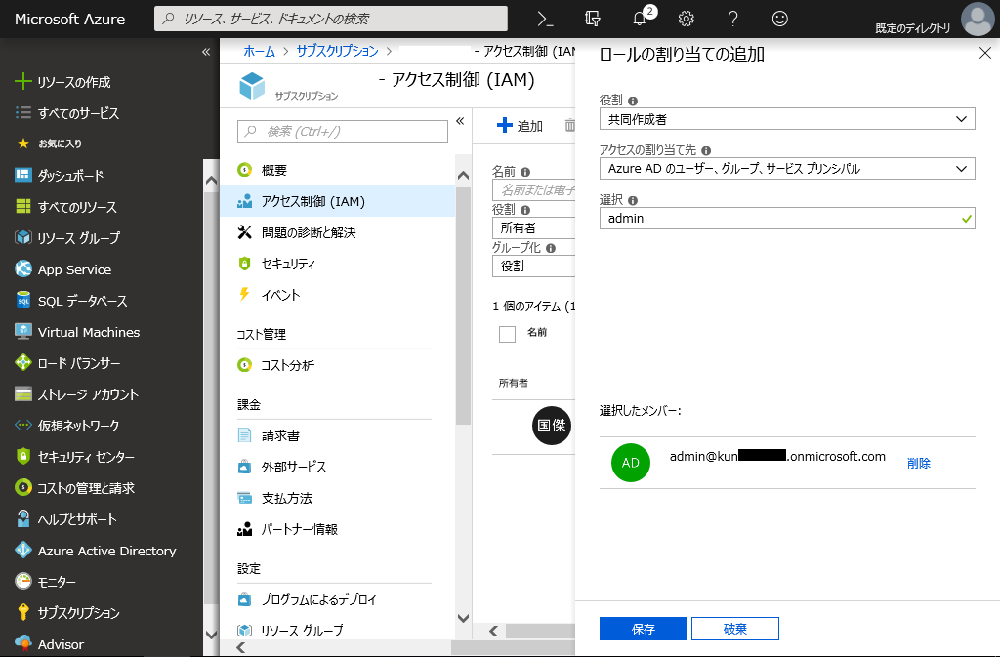 Microsoft Azure
リソース、サービス、ドキュメントの検索
2
既定のディレクトリ
リソースの作成
すべてのサービス
お気に入り
ダッシュボード
すべてのリソース
リソース グループ
App Service
SQL データベース
Virtual Machines
ロード バランサー
ストレージ アカウント
仮想ネットワーク
セキュリティ センター
コストの管理と請求
ヘルプとサポート
Azure Active Directory
モニター
サブスクリプション
Advisor
ホーム > サブスクリプション > - アクセス制御 (IAM
- アクセス制御 (IAM)
サブスクリプション
検索 (Ctrl+/)
概要
アクセス制御 (IAM)
問題の診断と解決
セキュリティ
イベント
コスト管理
コスト分析
課金
請求書
外部サービス
支払方法
パートナー情報
設定
プログラムによるデプロイ
リソース グループ
追加
名前
名前または電子
役割
所有者
グループ化
役割
1 個のアイテム (1
名前
所有者
国傑
ロールの割り当ての追加
役割
共同作成者
アクセスの割り当て先
Azure AD のユーザー、グループ、サービス プリンシパル
選択
admin
選択したメンバー:
AD
admin@kun .onmicrosoft.com
削除
保存
破棄